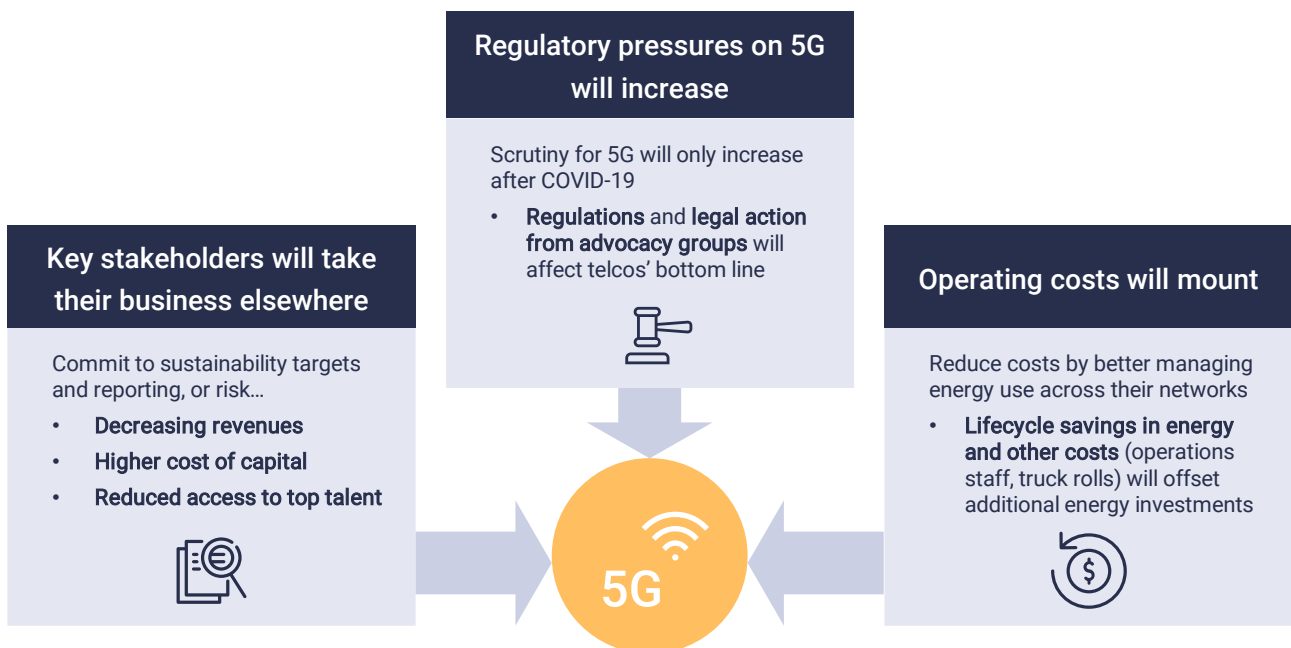 Regulatory pressures on 5G
will increase
Scrutiny for 5G will only increase
after COVID-19
• Regulations and legal action
from advocacy groups will
affect telcos' bottom line
Key stakeholders will take
their business elsewhere
Commit to sustainability targets
and reporting, or risk…
• Decreasing revenues
• Higher cost of capital
• Reduced access to top talent
Operating costs will mount
Reduce costs by better managing
energy use across their networks
• Lifecycle savings in energy
and other costs (operations
staff, truck rolls) will offset
additional energy investments
$
5G